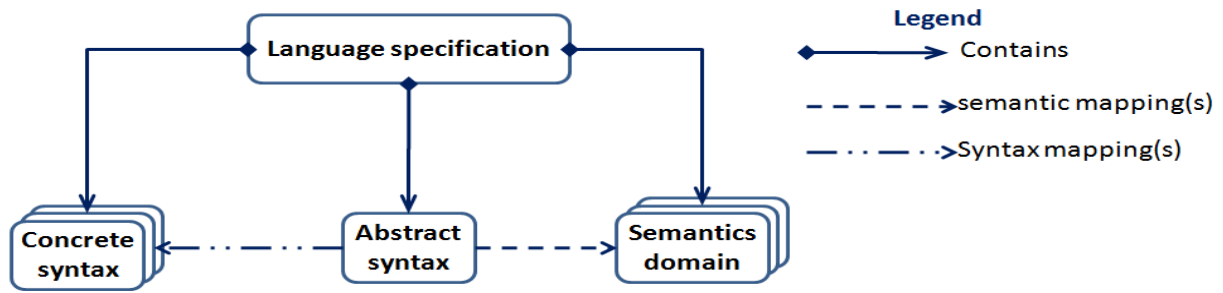 Legend
Language specification
Contains
semantic mapping(s)
Syntax mapping(s)
Concrete
syntax
Abstract
syntax
Semantics
domain